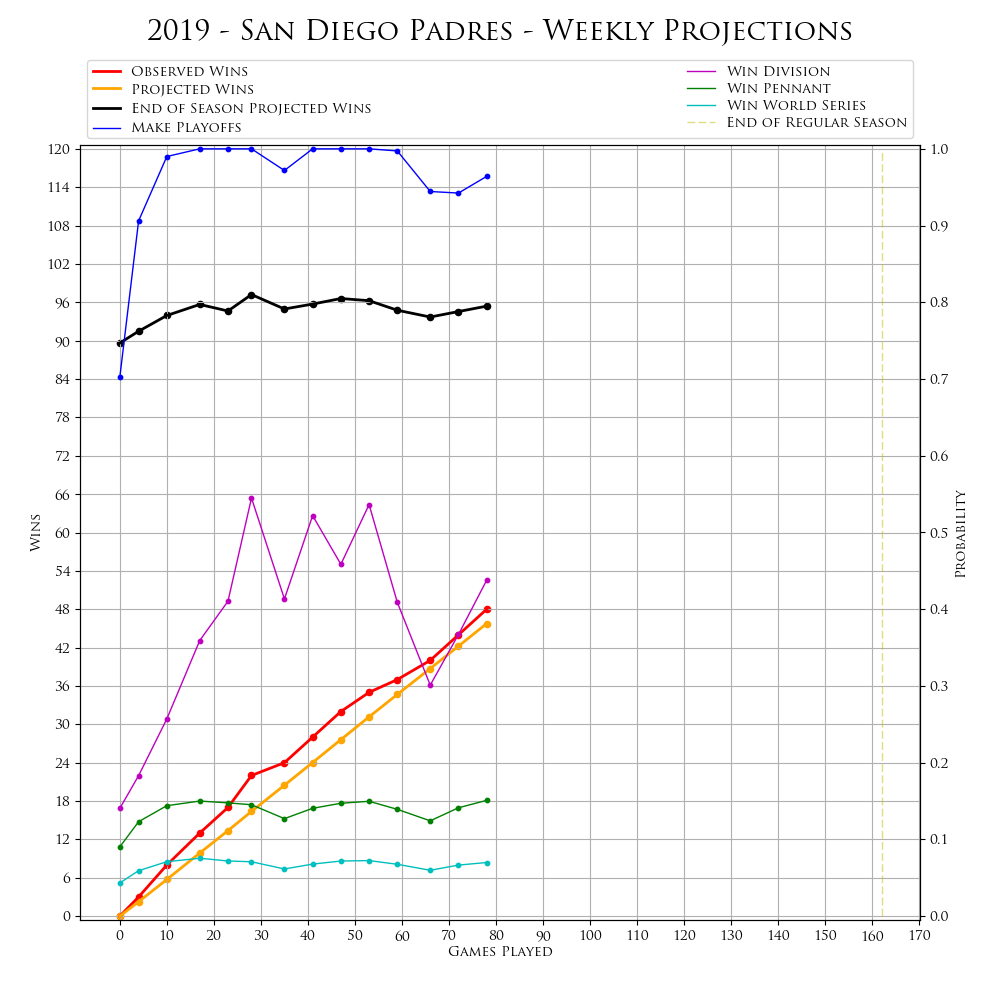 2019 - San Diego Padres - Weekly Projections
Observed Wins
Projected Wins
End of Season Projected Wins
Make Playoffs
Win Division
Win Pennant
Win World Series
End of Regular Season
120
114
108
102
96
90
84
78
72
66
60
54
48
42
36
30
24
18
12
6
0
Wins
1.0
0.9
0.8
0.7
0.6
0.5
0.4
0.3
0.2
0.1
0.0
Probability
0 10 20 30 40 50 60 70 80 90 100 110 120 130 140 150 160 170
Games Played